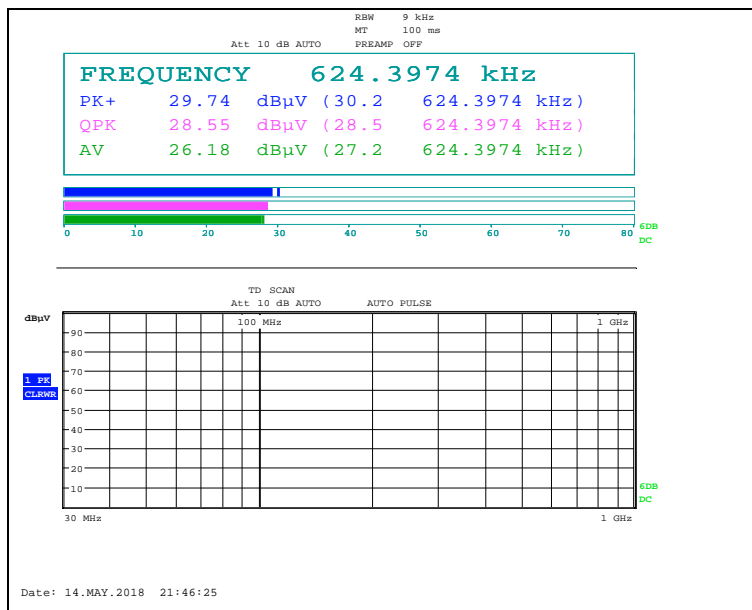 RBW 9 kHz
MT 100 ms
Att 10 dB AUTO PREAMP OFF
FREQUENCY 624.3974 kHz
PK+ 29.74 dBµV (30.2 624.3974 kHz)
QPK 28.55 dBµV (28.5 624.3974 kHz)
AV 26.18 dBµV (27.2 624.3974 kHz)
0 10 20 30 40 50 60 70 80
6DB
DC
TD SCAN
Att 10 dB AUTO AUTO PULSE
dBµV
100 MHz 1 GHz
90
80
70
1 PK
CLRWR
60
50
40
30
20
10
6DB
DC
30 MHz 1 GHz
Date: 14.MAY.2018 21:46:25